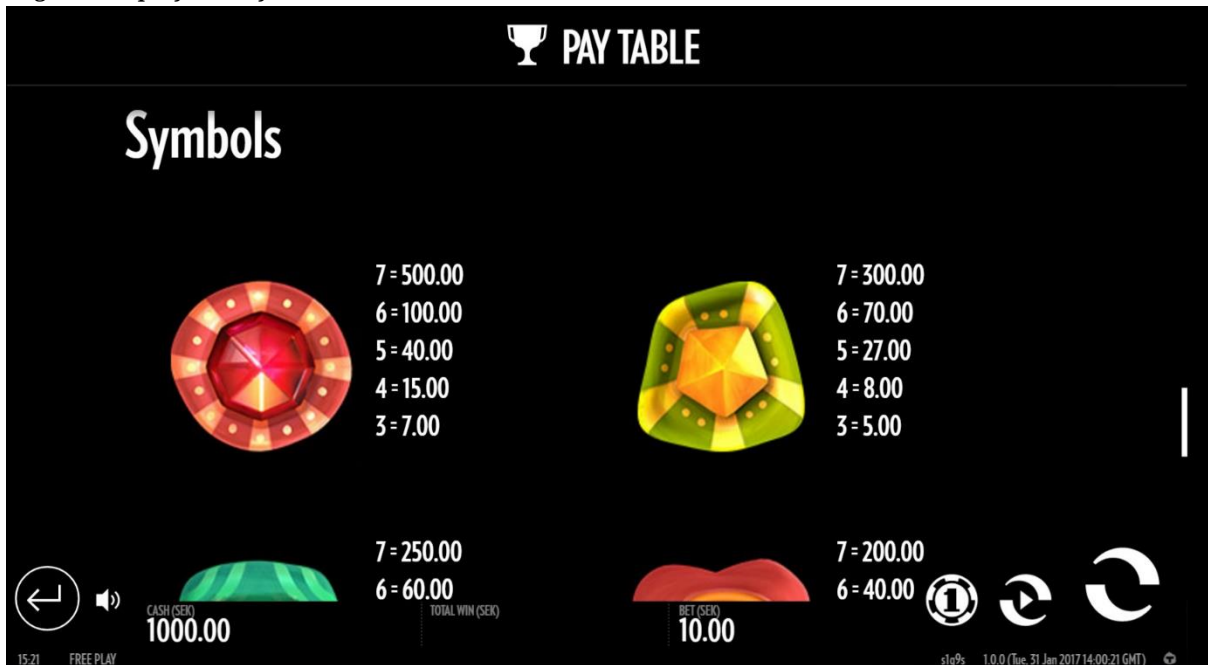 PAY TABLE
Symbols
7 = 500.00
6 = 100.00
5 = 40.00
4 = 15.00
3 = 7.00
7 = 300.00
6 = 70.00
5 = 27.00
4 = 8.00
3 = 5.00
7 = 250.00
6 = 60.00
7 = 200.00
6 = 40.00
1
CASH (SEK)
1000.00
TOTAL WIN (SEK)
BET (SEK)
10.00
15:21 FREE PLAY
1.0.0 (Tue, 31 Jan 2017 14:00:21 GMT)